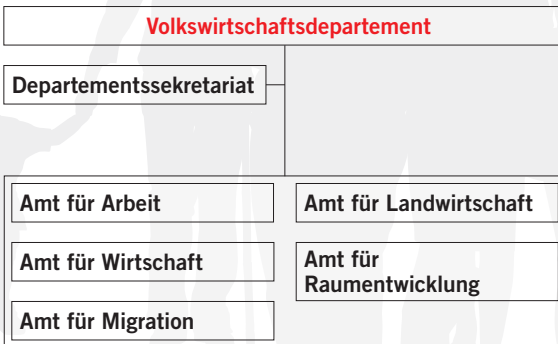 Volkswirtschaftsdepartement
Departementssekretariat
Amt für Arbeit
Amt für Wirtschaft
Amt für Migration
Amt für Landwirtschaft
Amt für
Raumentwicklung